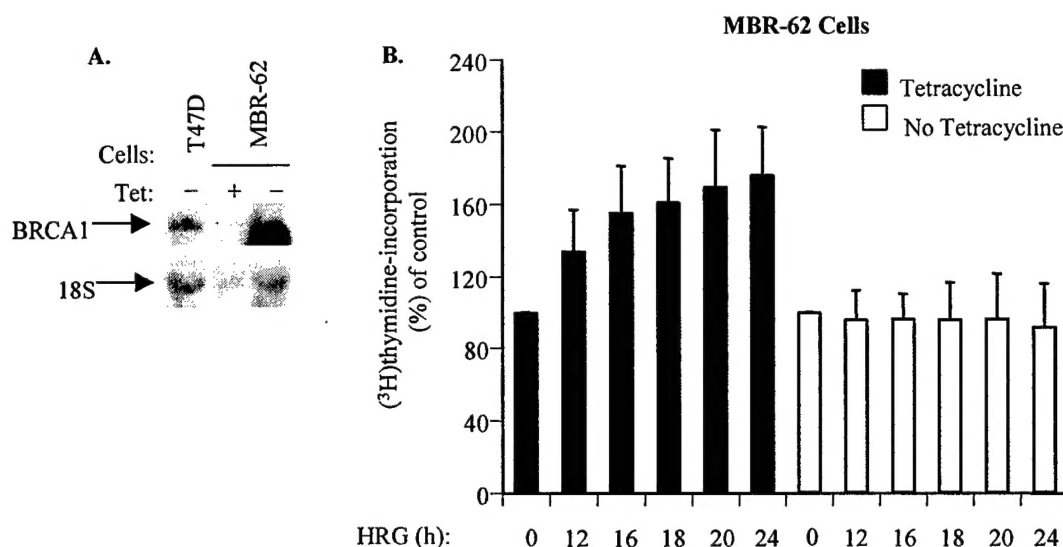 MBR-62 Cells
A.
T47D
MBR-62
Cells:
Tet: − + −
BRCA1
18S
B.
(³H)thymidine-incorporation
(%) of control
240
200
160
120
80
40
0
Tetracycline
No Tetracycline
HRG (h): 0 12 16 18 20 24 0 12 16 18 20 24